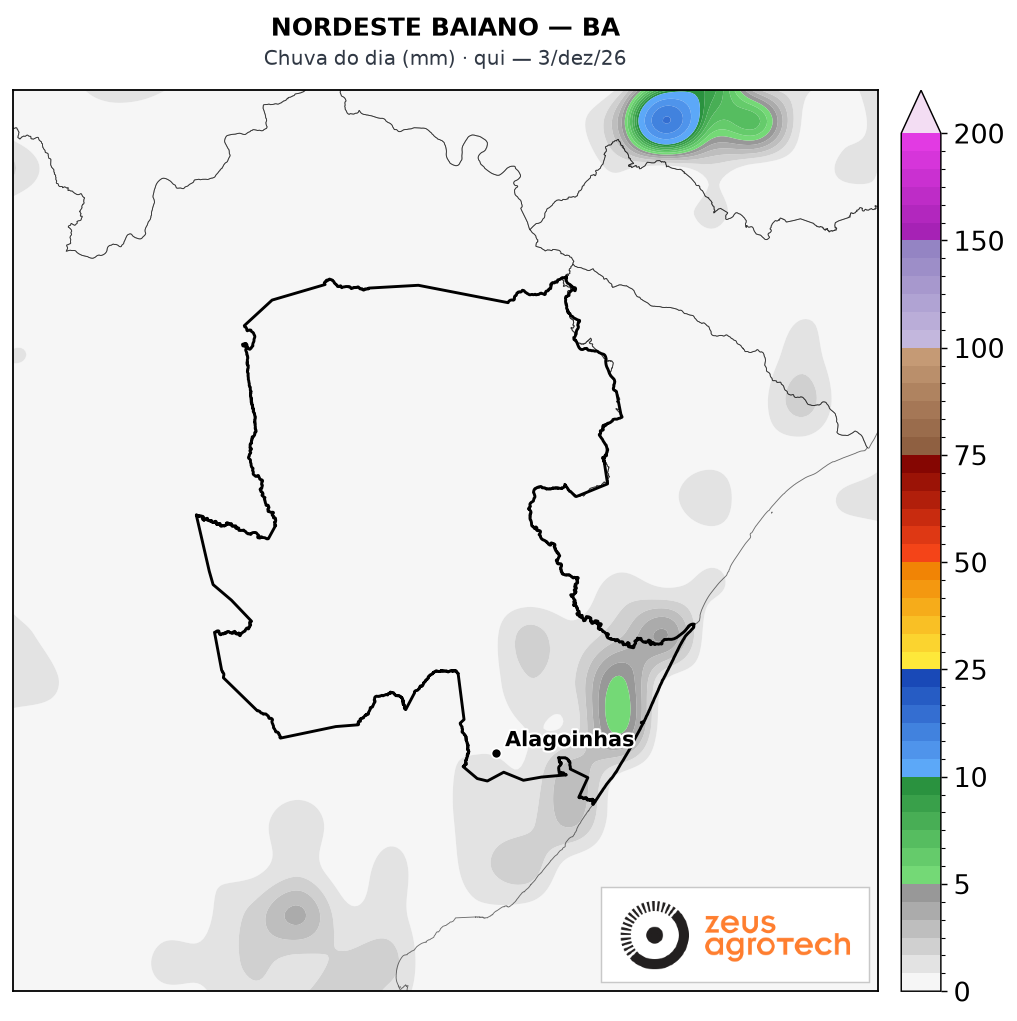 NORDESTE BAIANO — BA
Chuva do dia (mm) · qui — 3/dez/26
200
150
100
75
50
25
10
5
0
Alagoinhas
zeus
agrotech